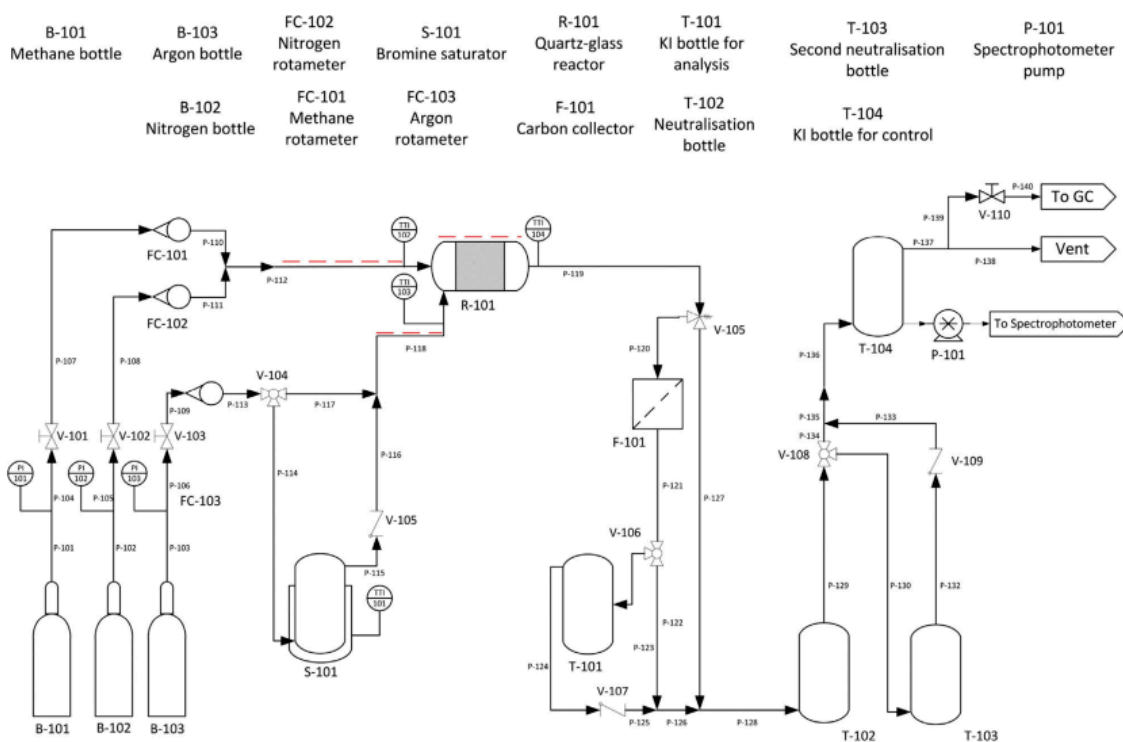 B-101
Methane bottle
B-103
Argon bottle
FC-102
Nitrogen
rotameter
S-101
Bromine saturator
R-101
Quartz-glass
reactor
T-101
KI bottle for
analysis
T-103
Second neutralisation
bottle
P-101
Spectrophotometer
pump
B-102
Nitrogen bottle
FC-101
Methane
rotameter
FC-103
Argon
rotameter
F-101
Carbon collector
T-102
Neutralisation
bottle
T-104
KI bottle for control
P-140
To GC
V-110
P-139
P-137
P-138
Vent
TTI
102
TTI
104
P-110
FC-101
P-112
P-119
TTI
103
R-101
P-111
FC-102
V-105
To Spectrophotometer
T-104
P-101
P-118
P-120
P-136
P-107
P-108
V-104
P-109
P-113
P-117
F-101
P-135
P-133
P-134
V-101
V-102
V-103
V-108
V-109
P-116
P-114
PI
101
PI
102
PI
103
P-104
P-105
P-106
FC-103
P-121
P-127
V-105
V-106
P-101
P-102
P-103
P-115
TTI
101
P-129
P-130
P-132
P-122
P-123
S-101
T-101
P-124
V-107
P-125
P-126
P-128
B-101
B-102
B-103
T-102
T-103